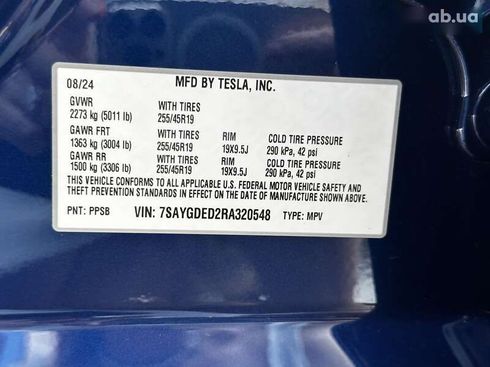 ab.ua
08/24 MFD BY TESLA, INC.
GVWR WITH TIRES
2273 kg (5011 lb) 255/45R19
GAWR FRT WITH TIRES RIM COLD TIRE PRESSURE
1363 kg (3004 lb) 255/45R19 19X9.5J 290 kPa, 42 psi
GAWR RR WITH TIRES RIM COLD TIRE PRESSURE
1500 kg (3306 lb) 255/45R19 19X9.5J 290 kPa, 42 psi
THIS VEHICLE CONFORMS TO ALL APPLICABLE U.S. FEDERAL MOTOR VEHICLE SAFETY AND
THEFT PREVENTION STANDARDS IN EFFECT ON THE DATE OF MANUFACTURE SHOWN ABOVE.
PNT: PPSB VIN: 7SAYGDED2RA320548 TYPE: MPV